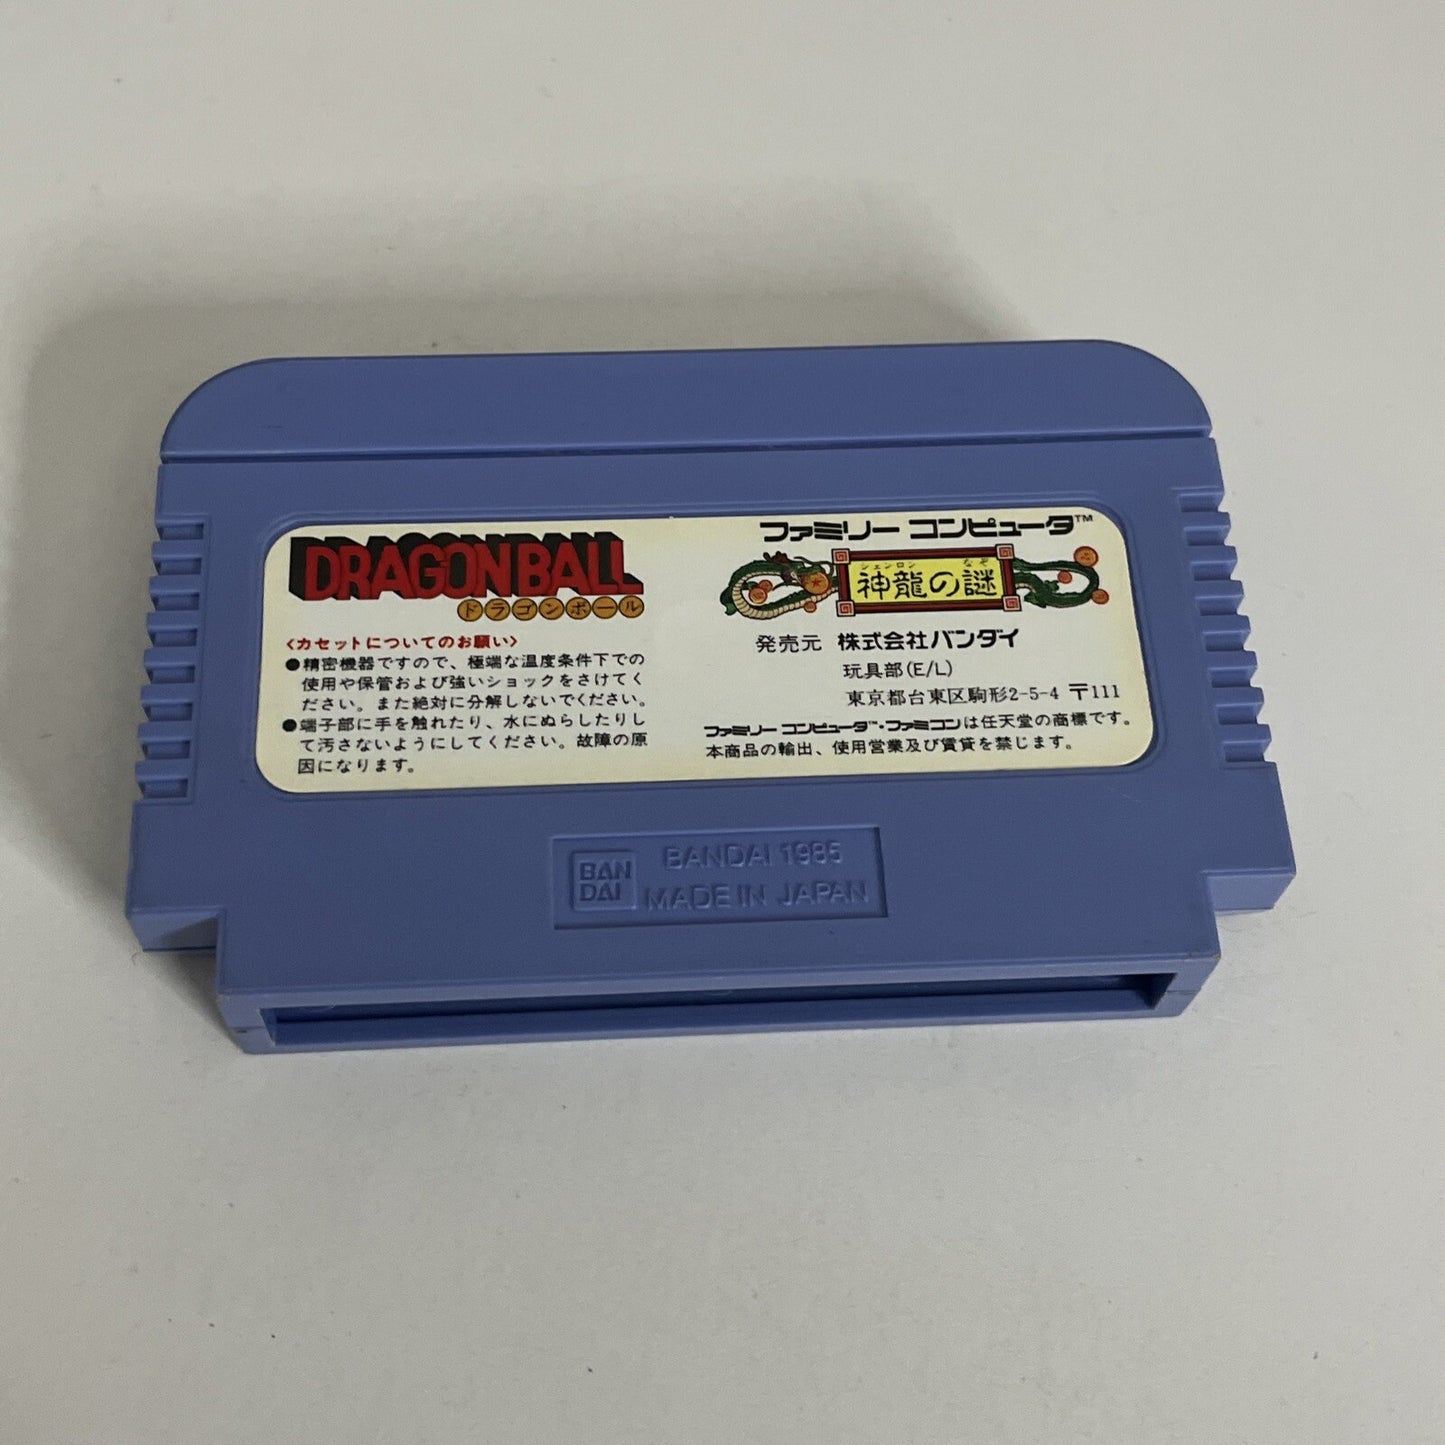 DRAGONBALL
ドラゴンボール
〈カセットについてのお願い〉
●精密機器ですので、極端な温度条件下での
使用や保管および強いショックをさけてく
ださい。また絶対に分解しないでください。
●端子部に手を触れたり、水にぬらしたりし
て汚さないようにしてください。故障の原
因になります。
ファミリーコンピュータ™
シェンロン なぞ
神龍の謎
発売元 株式会社バンダイ
玩具部(E/L)
東京都台東区駒形2-5-4 〒111
ファミリーコンピュータ™・ファミコンは任天堂の商標です。
本商品の輸出、使用営業及び賃貸を禁じます。
BAN
DAI
BANDAI 1985
MADE IN JAPAN